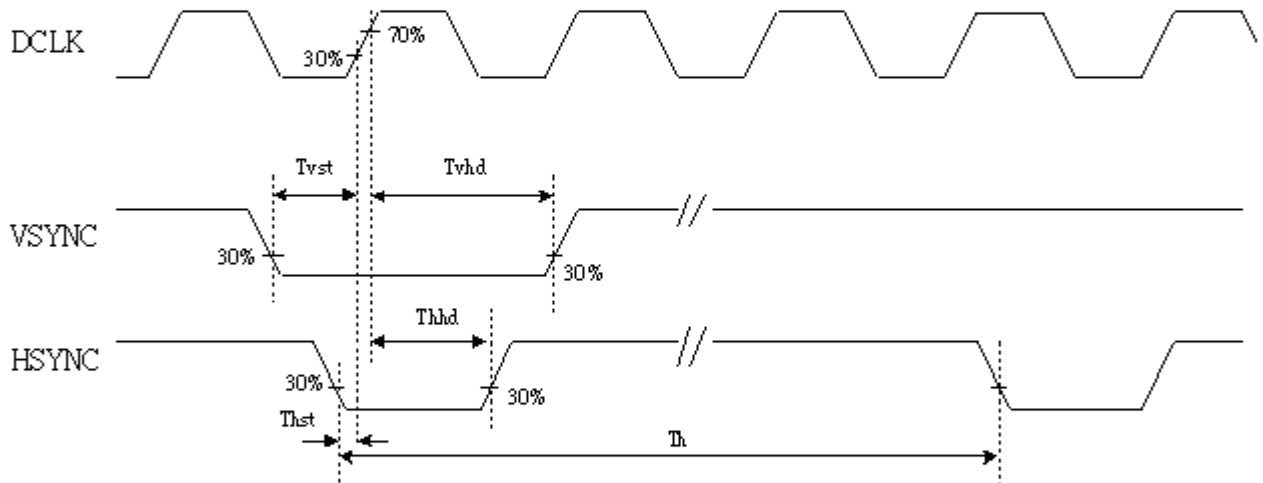 DCLK
30%
70%
Tvst
Tvhd
VSYNC
30%
30%
Thhd
HSYNC
30%
30%
Thst
Th